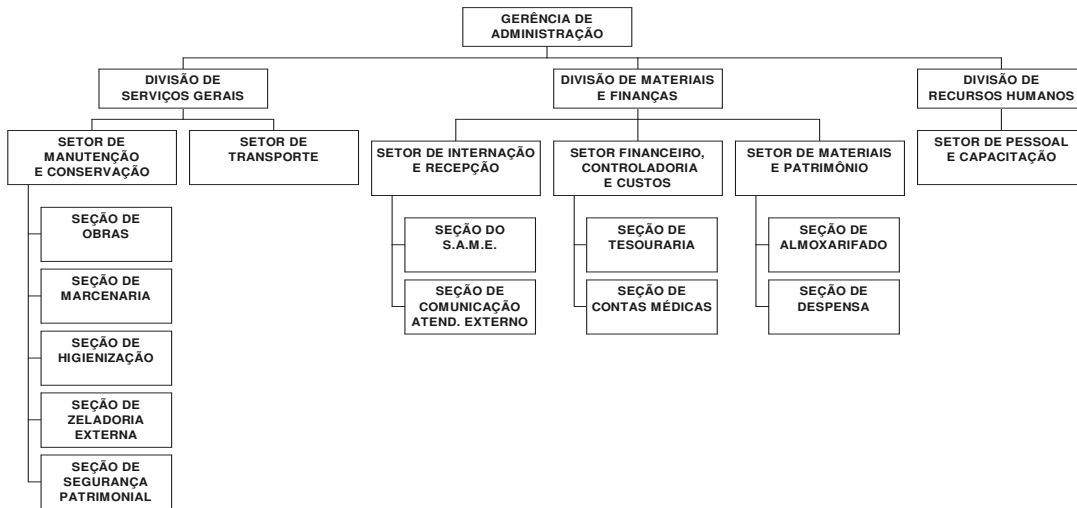 GERÊNCIA DE
ADMINISTRAÇÃO
DIVISÃO DE
SERVIÇOS GERAIS
DIVISÃO DE MATERIAIS
E FINANÇAS
DIVISÃO DE
RECURSOS HUMANOS
SETOR DE
MANUTENÇÃO
E CONSERVAÇÃO
SETOR DE
TRANSPORTE
SETOR DE INTERNAÇÃO
E RECEPÇÃO
SETOR FINANCEIRO,
CONTROLADORIA
E CUSTOS
SETOR DE MATERIAIS
E PATRIMÔNIO
SETOR DE PESSOAL
E CAPACITAÇÃO
SEÇÃO DE
OBRAS
SEÇÃO DE
MARCENARIA
SEÇÃO DE
HIGIENIZAÇÃO
SEÇÃO DE
ZELADORIA
EXTERNA
SEÇÃO DE
SEGURANÇA
PATRIMONIAL
SEÇÃO DO
S.A.M.E.
SEÇÃO DE
COMUNICAÇÃO
ATEND. EXTERNO
SEÇÃO DE
TESOURARIA
SEÇÃO DE
CONTAS MÉDICAS
SEÇÃO DE
ALMOXARIFADO
SEÇÃO DE
DESPENSA